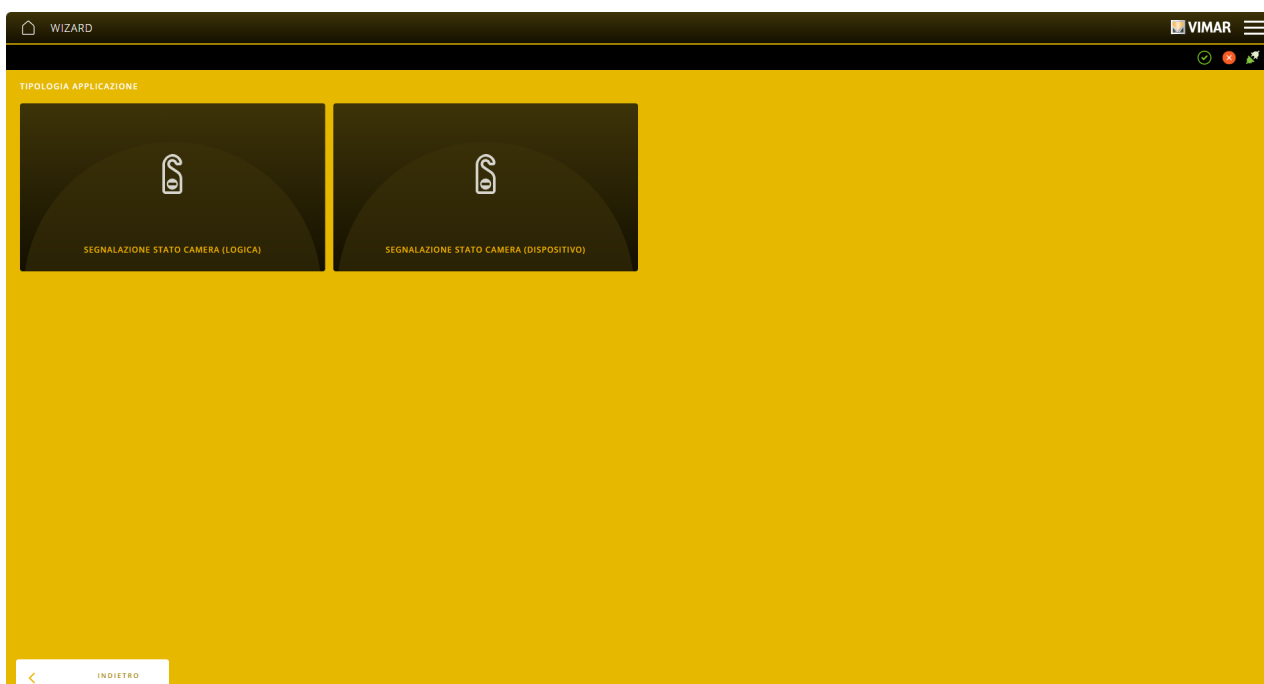 WIZARD
VIMAR
TIPOLOGIA APPLICAZIONE
SEGNALAZIONE STATO CAMERA (LOGICA)
SEGNALAZIONE STATO CAMERA (DISPOSITIVO)
INDIETRO